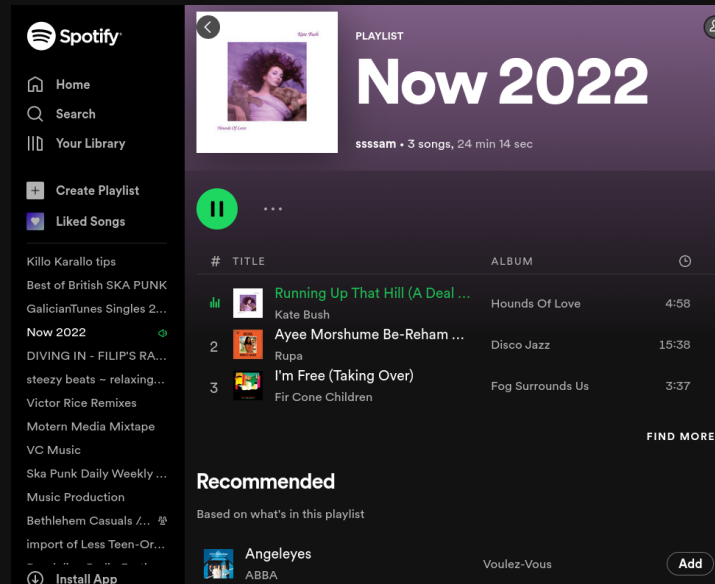 Spotify
Home
Search
Your Library
Create Playlist
Liked Songs
Killo Karallo tips
Best of British SKA PUNK
GalicianTunes Singles 2...
Now 2022
DIVING IN - FILIP'S RA...
steezy beats ~ relaxing...
Victor Rice Remixes
Motern Media Mixtape
VC Music
Ska Punk Daily Weekly ...
Music Production
Bethlehem Casuals /...
import of Less Teen-Or...
Install App
Kate Bush
Hounds Of Love
PLAYLIST
Now 2022
ssssam • 3 songs, 24 min 14 sec
# TITLE ALBUM
Running Up That Hill (A Deal ... Hounds Of Love 4:58
Kate Bush
2 Ayee Morshume Be-Reham ... Disco Jazz 15:38
Rupa
3 I'm Free (Taking Over) Fog Surrounds Us 3:37
Fir Cone Children
FIND MORE
Recommended
Based on what's in this playlist
Angeleyes Voulez-Vous Add
ABBA